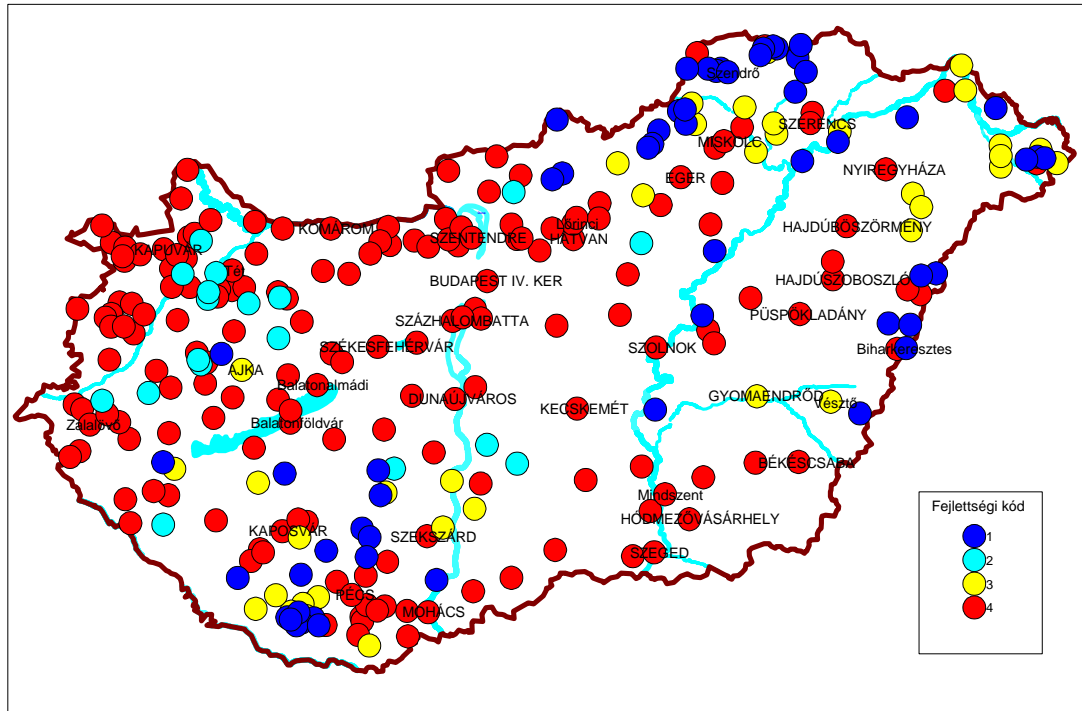 Szendrő
SZERENCS
MISKOLC
NYIREGYHÁZA
EGER
KAPUVÁR
KOMÁROM
SZENTENDRE
Lőrinci
HATVAN
HAJDÚBÖSZÖRMÉNY
Tét
BUDAPEST IV. KER
HAJDÚSZOBOSZLÓ
SZÁZHALOMBATTA
PÜSPÖKLADÁNY
SZÉKESFEHÉRVÁR
SZOLNOK
Biharkeresztes
AJKA
Balatonalmádi
DUNAÚJVÁROS
KECSKEMÉT
GYOMAENDRŐD
Vésztő
Zalalövő
Balatonföldvár
BÉKÉSCSABA
Mindszent
HÓDMEZŐVÁSÁRHELY
KAPOSVÁR
SZEKSZÁRD
SZEGED
PÉCS
MOHÁCS
Fejlettségi kód
1
2
3
4